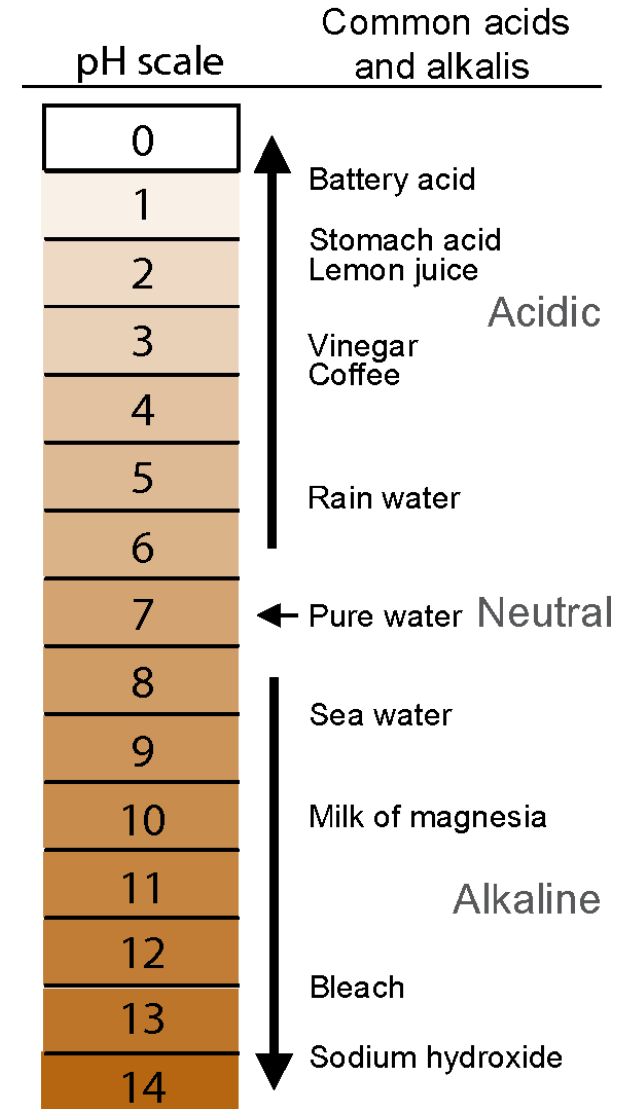 pH scale
Common acids
and alkalis
0
1
2
3
4
5
6
7
8
9
10
11
12
13
14
Battery acid
Stomach acid
Lemon juice
Acidic
Vinegar
Coffee
Rain water
Pure water Neutral
Sea water
Milk of magnesia
Alkaline
Bleach
Sodium hydroxide